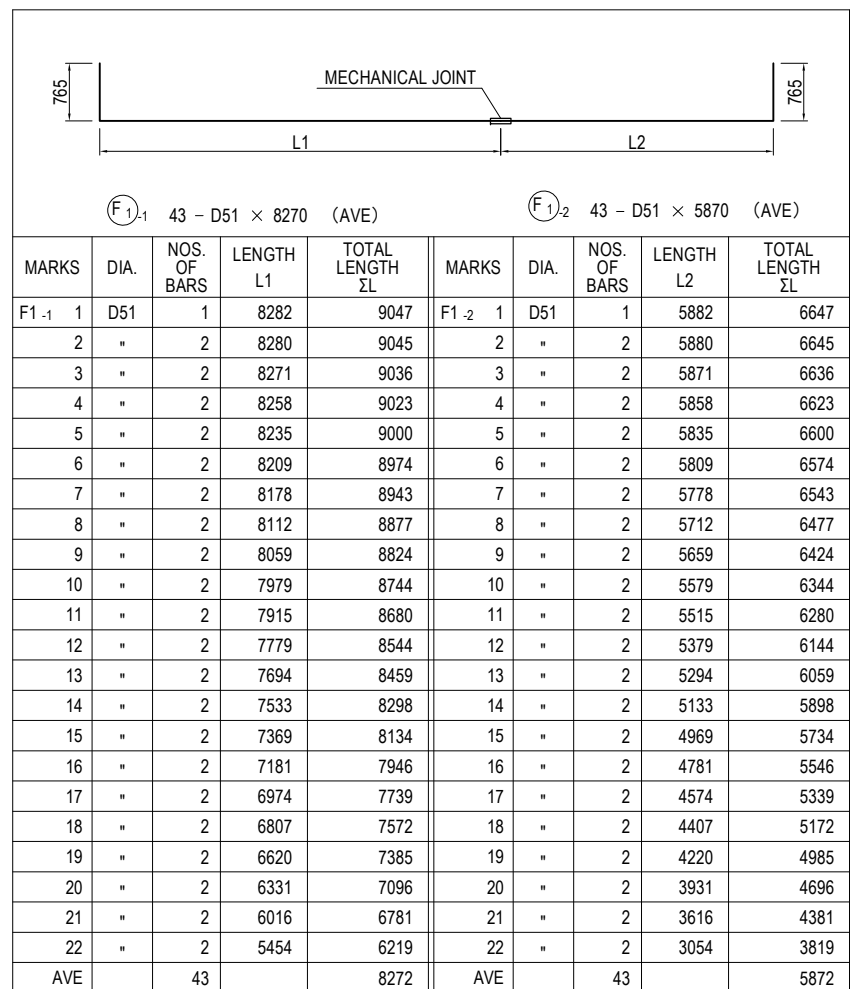 765
MECHANICAL JOINT
765
L1
L2
F 1 -1 43 − D51 × 8270 (AVE)
F 1 -2 43 − D51 × 5870 (AVE)
MARKS DIA. NOS. OF BARS LENGTH L1 TOTAL LENGTH ΣL MARKS DIA. NOS. OF BARS LENGTH L2 TOTAL LENGTH ΣL
F1 -1 1 D51 1 8282 9047 F1 -2 1 D51 1 5882 6647
2 " 2 8280 9045 2 " 2 5880 6645
3 " 2 8271 9036 3 " 2 5871 6636
4 " 2 8258 9023 4 " 2 5858 6623
5 " 2 8235 9000 5 " 2 5835 6600
6 " 2 8209 8974 6 " 2 5809 6574
7 " 2 8178 8943 7 " 2 5778 6543
8 " 2 8112 8877 8 " 2 5712 6477
9 " 2 8059 8824 9 " 2 5659 6424
10 " 2 7979 8744 10 " 2 5579 6344
11 " 2 7915 8680 11 " 2 5515 6280
12 " 2 7779 8544 12 " 2 5379 6144
13 " 2 7694 8459 13 " 2 5294 6059
14 " 2 7533 8298 14 " 2 5133 5898
15 " 2 7369 8134 15 " 2 4969 5734
16 " 2 7181 7946 16 " 2 4781 5546
17 " 2 6974 7739 17 " 2 4574 5339
18 " 2 6807 7572 18 " 2 4407 5172
19 " 2 6620 7385 19 " 2 4220 4985
20 " 2 6331 7096 20 " 2 3931 4696
21 " 2 6016 6781 21 " 2 3616 4381
22 " 2 5454 6219 22 " 2 3054 3819
AVE 43 8272 AVE 43 5872